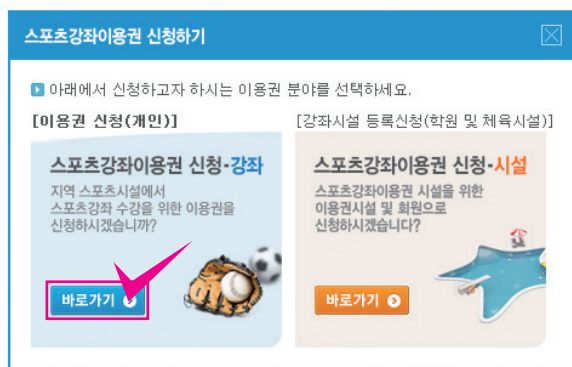 스포츠강좌이용권 신청하기
아래에서 신청하고자 하시는 이용권 분야를 선택하세요.
[이용권 신청(개인)]
스포츠강좌이용권 신청-강좌
지역 스포츠시설에서
스포츠강좌 수강을 위한 이용권을
신청하시겠습니까?
바로가기
[강좌시설 등록신청(학원 및 체육시설)]
스포츠강좌이용권 신청-시설
스포츠강좌이용권 시설을 위한
이용권시설 및 회원으로
신청하시겠습니다?
바로가기